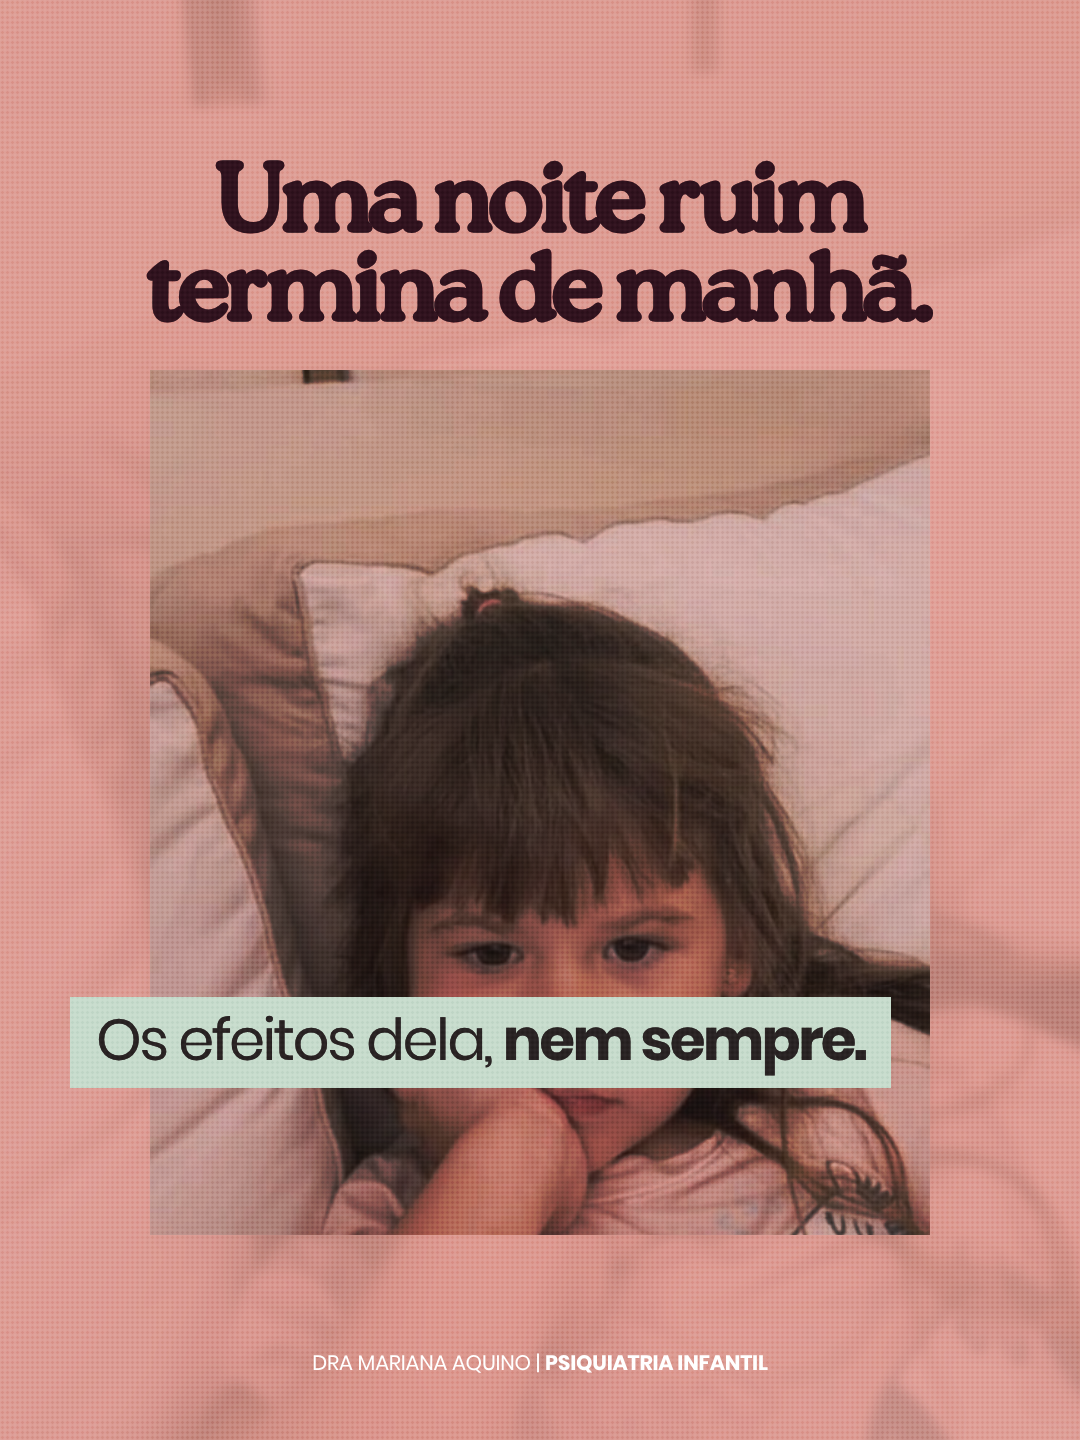 Uma noite ruim
termina de manhã.
Os efeitos dela, nem sempre.
DRA MARIANA AQUINO | PSIQUIATRIA INFANTIL